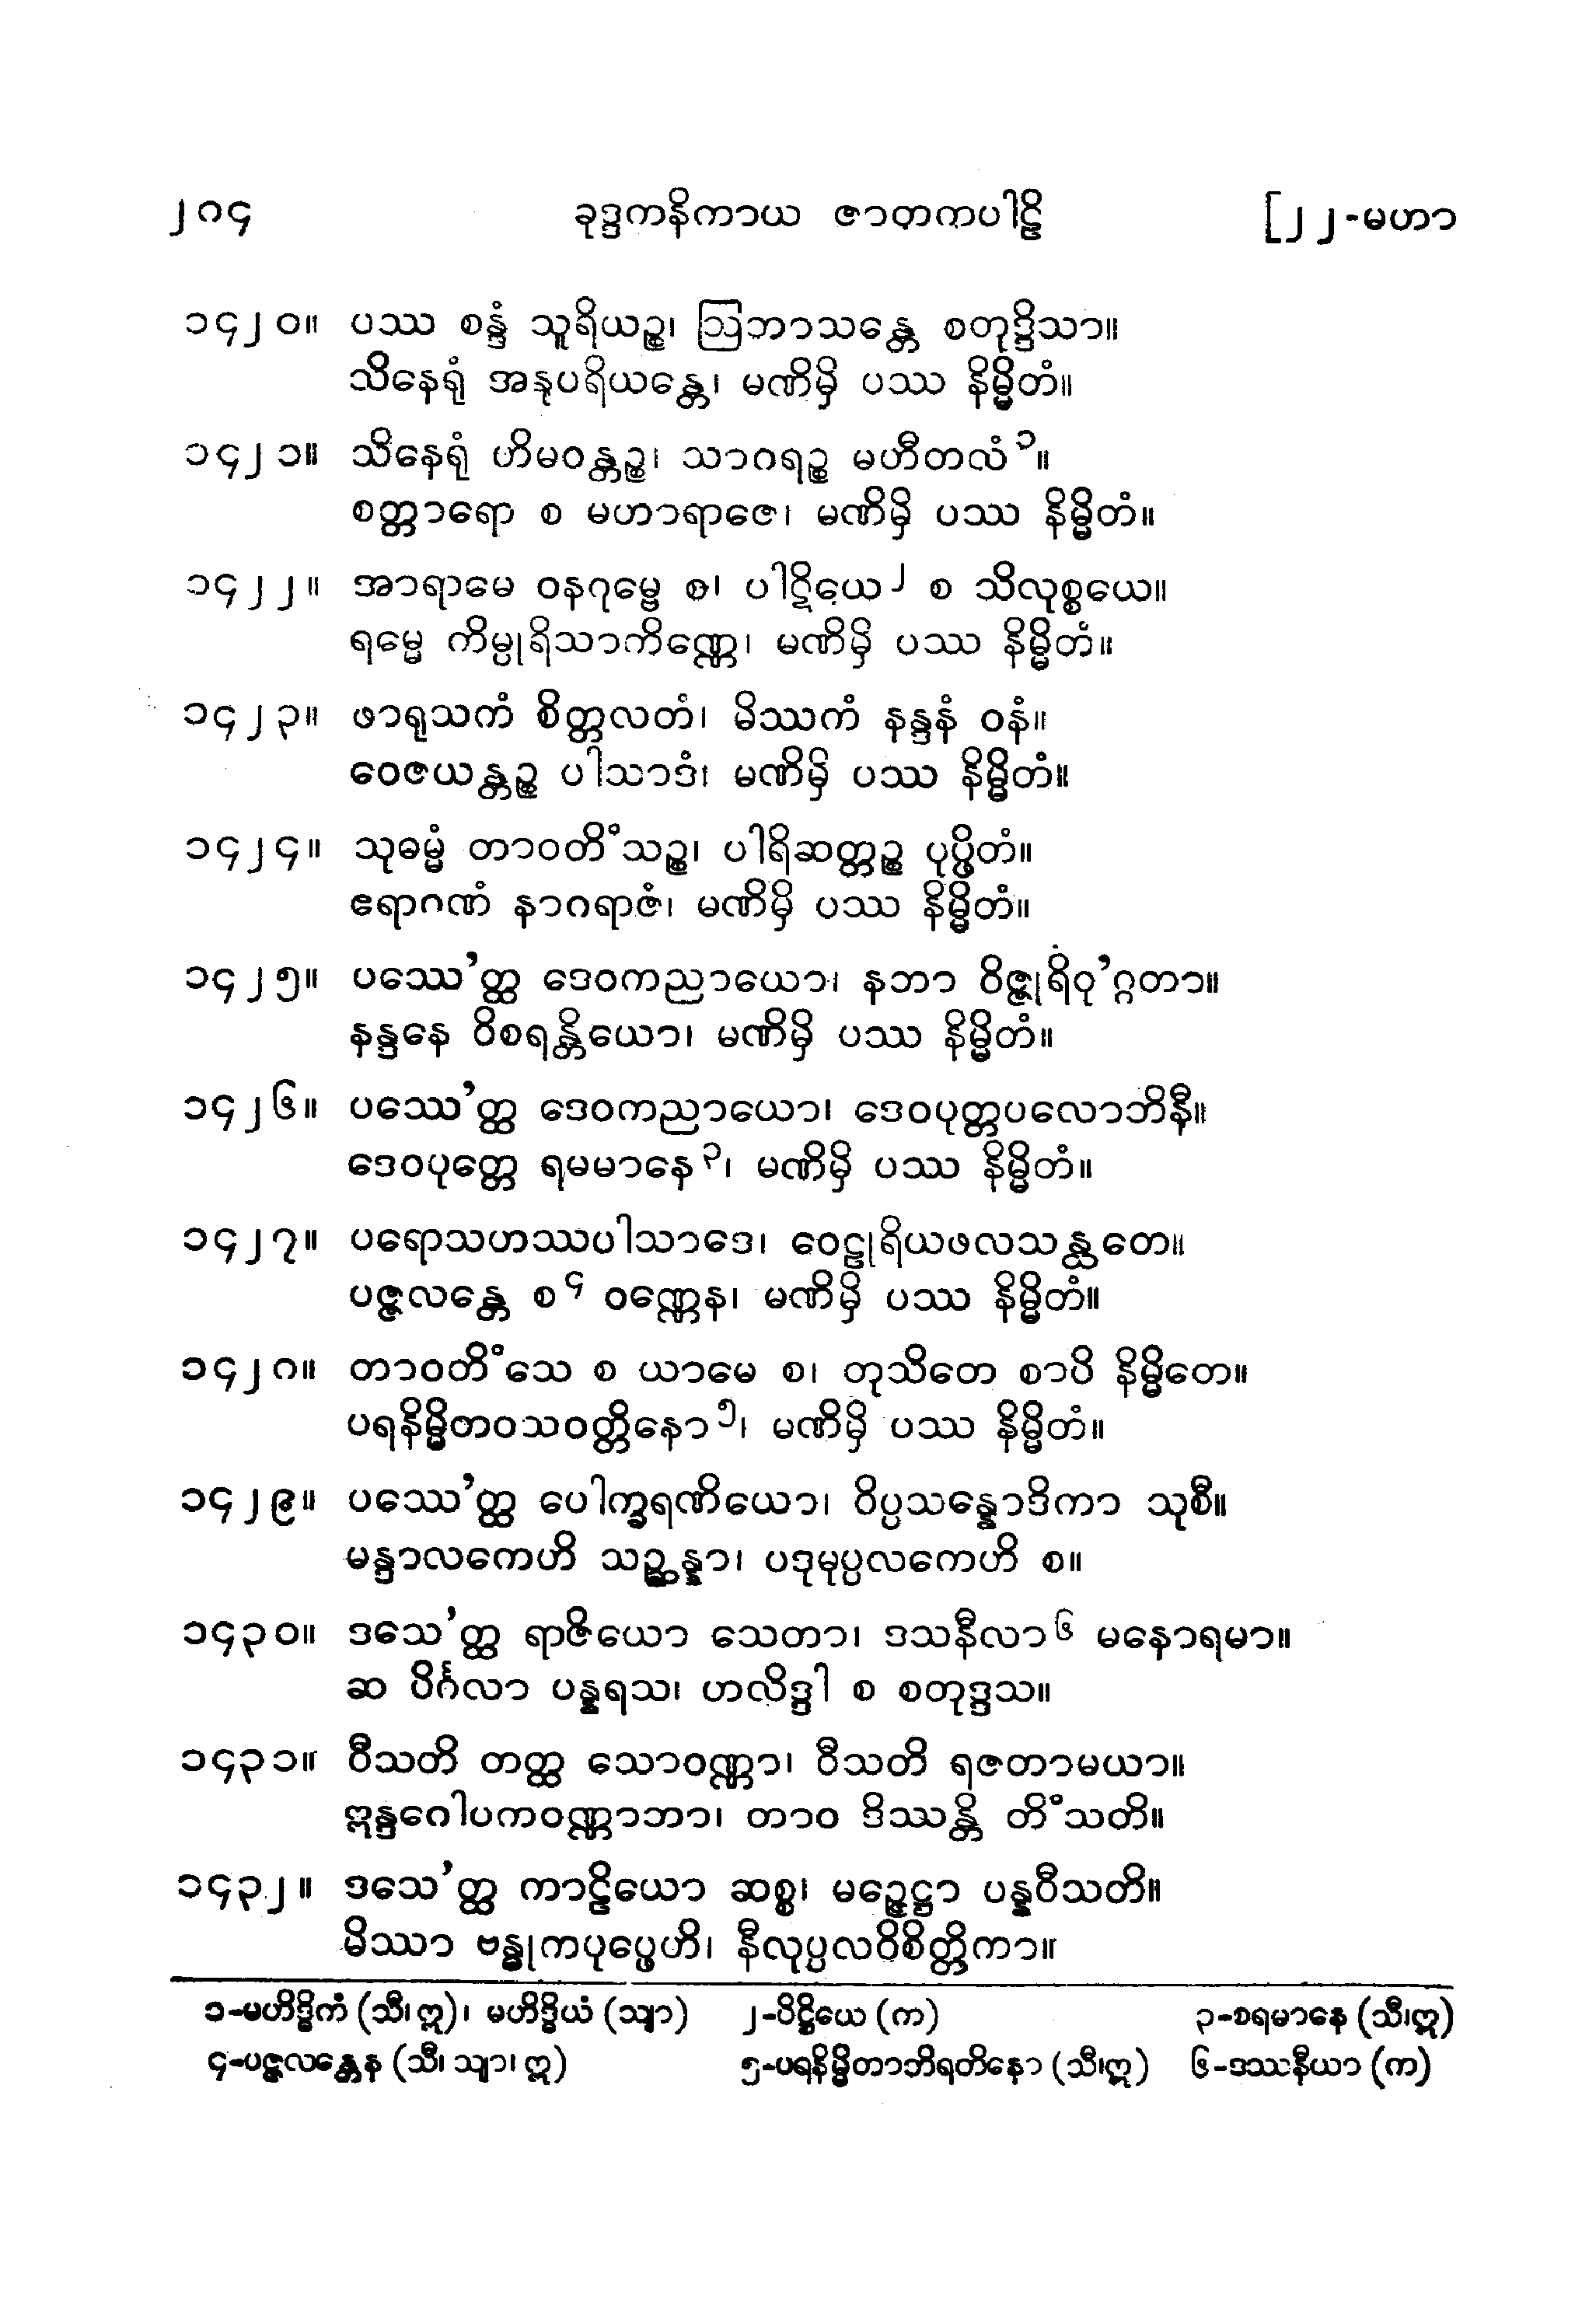 ၂၈၄ ခုဒ္ဒကနိကာယ ဇာတကပါဠိ [၂၂-မဟာ
၁၄၂၀။ ပဿ စန္ဒံ သူရိယဉ္စ၊ ဩဘာသန္တေ စတုဒ္ဒိသာ။
သိနေရုံ အနုပရိယန္တေ၊ မဏိမှိ ပဿ နိမ္မိတံ။
၁၄၂၁။ သိနေရုံ ဟိမဝန္တဉ္စ၊ သာဂရဉ္စ မဟီတလံ၁။
စတ္တာရော စ မဟာရာဇေ၊ မဏိမှိ ပဿ နိမ္မိတံ။
၁၄၂၂။ အာရာမေ ဝနဂုမ္ဗေ စ၊ ပါဋိယေ၂ စ သိလုစ္စယေ။
ရမ္မေ ကိမ္ပုရိသာကိဏ္ဏေ၊ မဏိမှိ ပဿ နိမ္မိတံ။
၁၄၂၃။ ဖာရုသကံ စိတ္တလတံ၊ မိဿကံ နန္ဒနံ ဝနံ။
ဝေဇယန္တဉ္စ ပါသာဒံ၊ မဏိမှိ ပဿ နိမ္မိတံ။
၁၄၂၄။ သုဓမ္မံ တာဝတိံသဉ္စ၊ ပါရိဆတ္တဉ္စ ပုပ္ဖိတံ။
ဧရာဝဏံ နာဂရာဇံ၊ မဏိမှိ ပဿ နိမ္မိတံ။
၁၄၂၅။ ပဿေ’တ္ထ ဒေဝကညာယော၊ နဘာ ဝိဇ္ဇုရိဝု’ဂ္ဂတာ။
နန္ဒနေ ဝိစရန္တိယော၊ မဏိမှိ ပဿ နိမ္မိတံ။
၁၄၂၆။ ပဿေ’တ္ထ ဒေဝကညာယော၊ ဒေဝပုတ္တပလောဘိနီ။
ဒေဝပုတ္တေ ရမမာနေ၃၊ မဏိမှိ ပဿ နိမ္မိတံ။
၁၄၂၇။ ပရောသဟဿပါသာဒေ၊ ဝေဠုရိယဖလသန္ထတေ။
ပဇ္ဇလန္တေ စ၄ ဝဏ္ဏေန၊ မဏိမှိ ပဿ နိမ္မိတံ။
၁၄၂၈။ တာဝတိံသေ စ ယာမေ စ၊ တုသိတေ စာပိ နိမ္မိတေ။
ပရနိမ္မိတဝသဝတ္တိနော၅၊ မဏိမှိ ပဿ နိမ္မိတံ။
၁၄၂၉။ ပဿေ’တ္ထ ပေါက္ခရဏိယော၊ ဝိပ္ပသန္နောဒိကာ သုစီ။
မန္ဒာလကေဟိ သဉ္ဆန္နာ၊ ပဒုမုပ္ပလကေဟိ စ။
၁၄၃၀။ ဒသေ’တ္ထ ရာဇိယော သေတာ၊ ဒသနီလာ၆ မနောရမာ။
ဆ ပိင်္ဂလာ ပန္နရသ၊ ဟလိဒ္ဒါ စ စတုဒ္ဒသ။
၁၄၃၁။ ဝီသတိ တတ္ထ သောဝဏ္ဏာ၊ ဝီသတိ ရဇတာမယာ။
ဣန္ဒဂေါပကဝဏ္ဏာဘာ၊ တာဝ ဒိဿန္တိ တိံသတိ။
၁၄၃၂။ ဒသေ’တ္ထ ကာဠိယော ဆစ္စ၊ မဉ္ဇေဋ္ဌာ ပန္နဝီသတိ။
မိဿာ ဗန္ဓုကပုပ္ဖေဟိ၊ နီလုပ္ပလဝိစိတ္တိကာ။
၁-မဟိဒ္ဓိကံ (သီ၊ ဣ)၊ မဟိဒ္ဓိယံ (သျာ) ၂-ပိဋ္ဌိယေ (က) ၃-စရမာနေ (သီ၊ဣ)
၄-ပဇ္ဇလန္တေန (သီ၊ သျာ၊ ဣ) ၅-ပရနိမ္မိတာဘိရတိနော (သီ၊ဣ) ၆-ဒဿနီယာ (က)